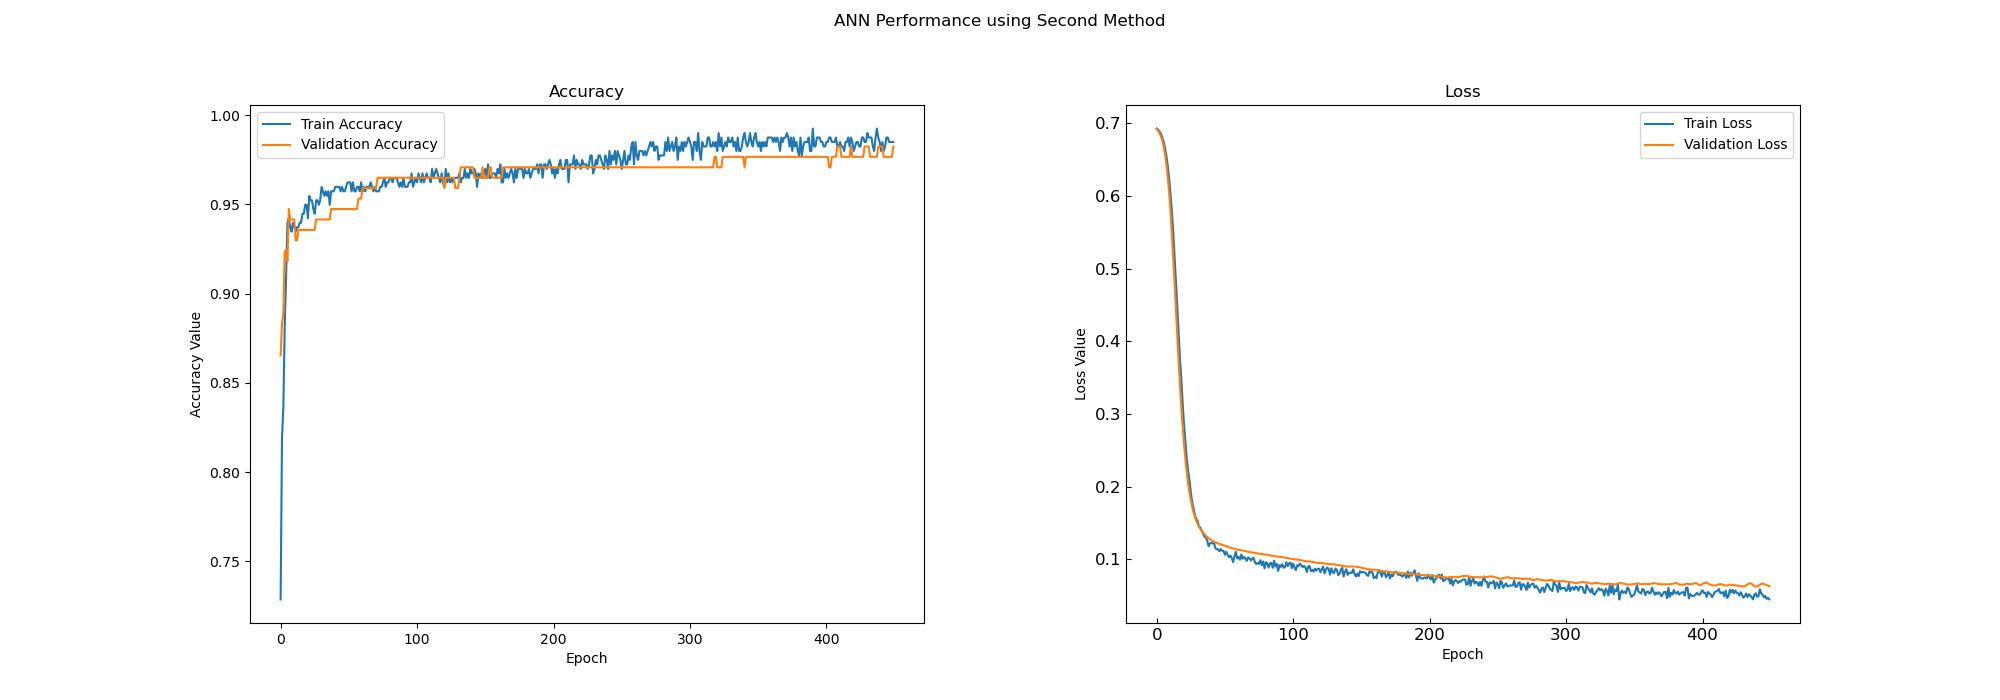 ANN Performance using Second Method
Accuracy
1.00
0.95
0.90
0.85
0.80
0.75
Accuracy Value
Train Accuracy
Validation Accuracy
0
100
200
300
400
Epoch
Loss
0.7
0.6
0.5
0.4
0.3
0.2
0.1
Loss Value
Train Loss
Validation Loss
0
100
200
300
400
Epoch